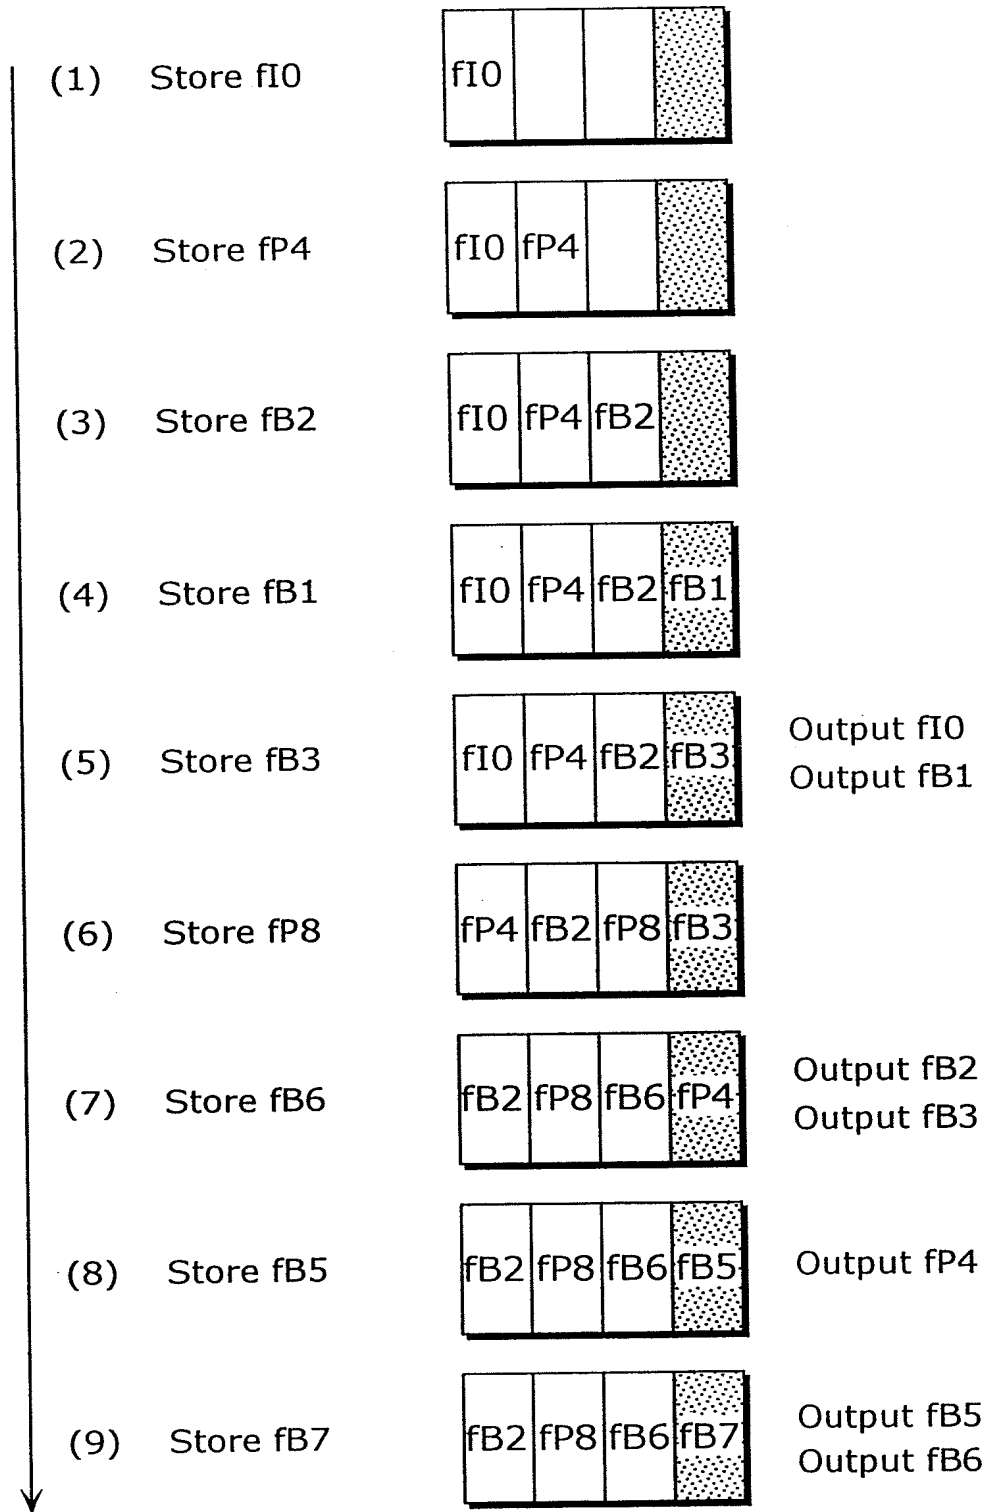 (1) Store fI0 fI0
(2) Store fP4 fI0 fP4
(3) Store fB2 fI0 fP4 fB2
(4) Store fB1 fI0 fP4 fB2 fB1
(5) Store fB3 fI0 fP4 fB2 fB3 Output fI0
Output fB1
(6) Store fP8 fP4 fB2 fP8 fB3
(7) Store fB6 fB2 fP8 fB6 fP4 Output fB2
Output fB3
(8) Store fB5 fB2 fP8 fB6 fB5 Output fP4
(9) Store fB7 fB2 fP8 fB6 fB7 Output fB5
Output fB6